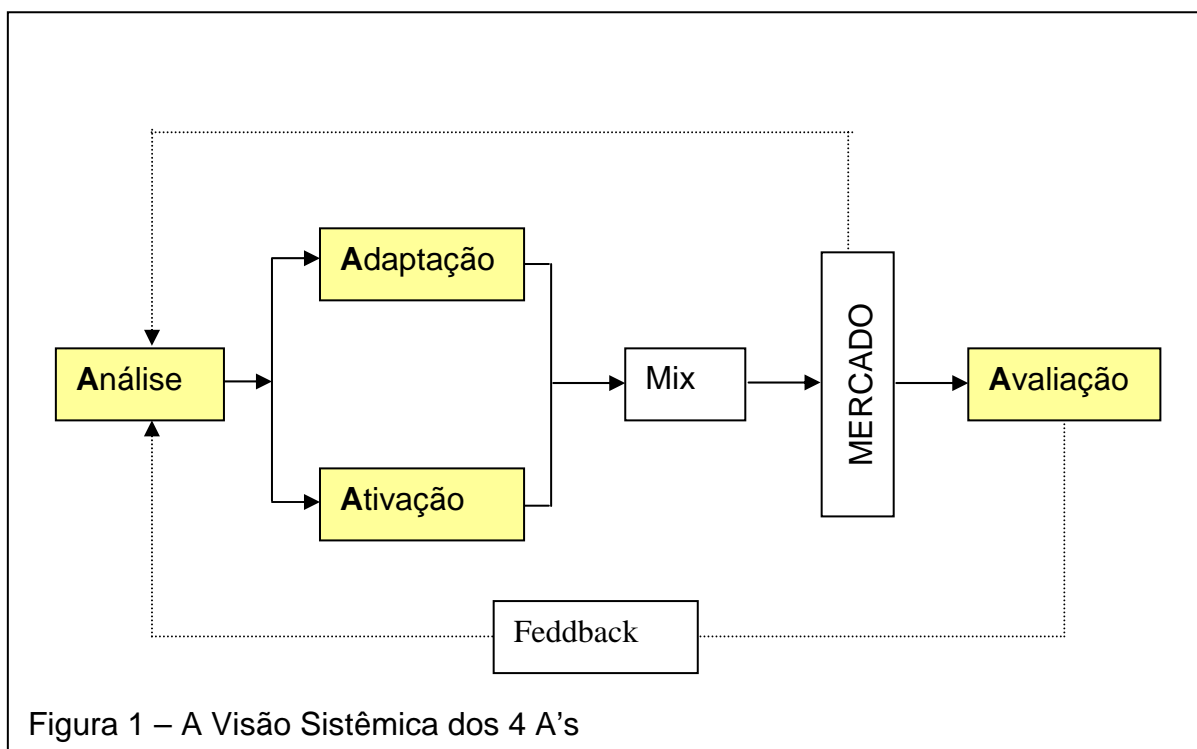 Adaptação
MERCADO
Análise
Mix
Avaliação
Ativação
Feddback
Figura 1 – A Visão Sistêmica dos 4 A's